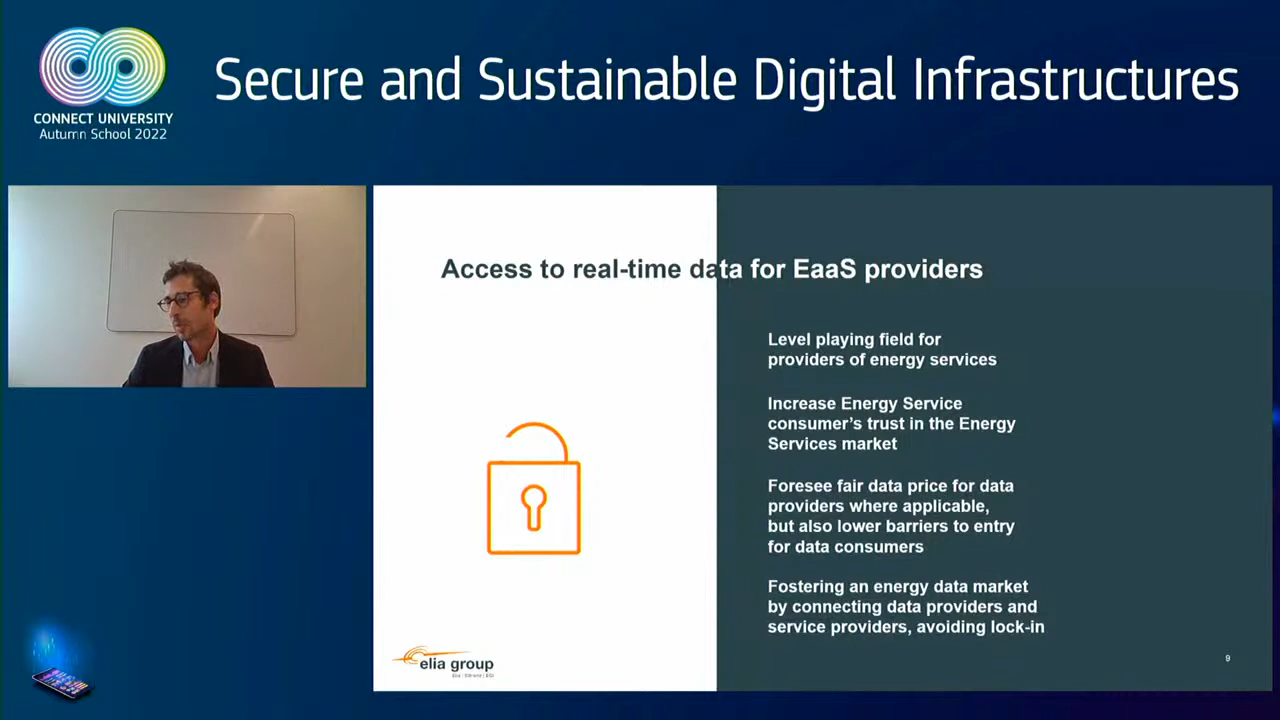 Secure and Sustainable Digital Infrastructures
CONNECT UNIVERSITY
Autumn School 2022
Access to real-time data for EaaS providers
Level playing field for
providers of energy services
Increase Energy Service
consumer's trust in the Energy
Services market
Foresee fair data price for data
providers where applicable,
but also lower barriers to entry
for data consumers
Fostering an energy data market
by connecting data providers and
service providers, avoiding lock-in
elia group
9